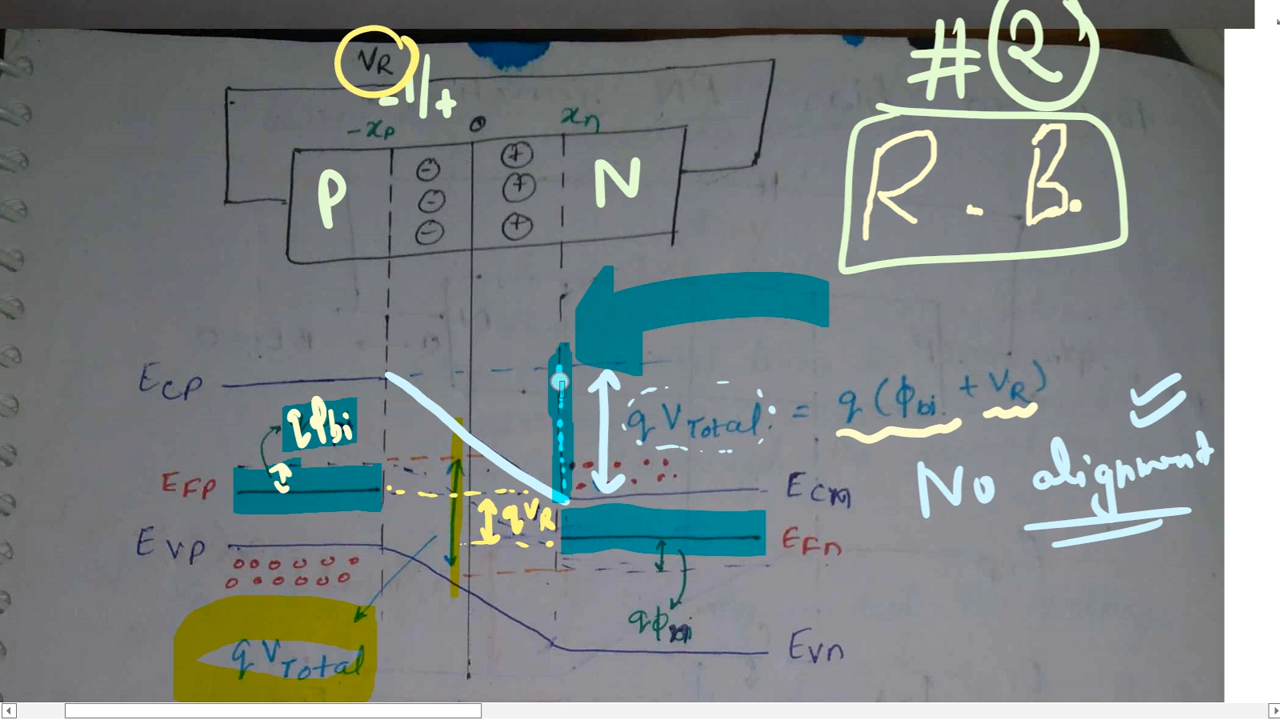 # 2
R. B.
VR
- +
-xp 0 xn
P N
- +
- +
- +
ECp
qVTotal = q(ϕbi + VR)
No alignment
qϕbi
EFp
ECn
qVR
EFn
EVp
qVTotal
EVn